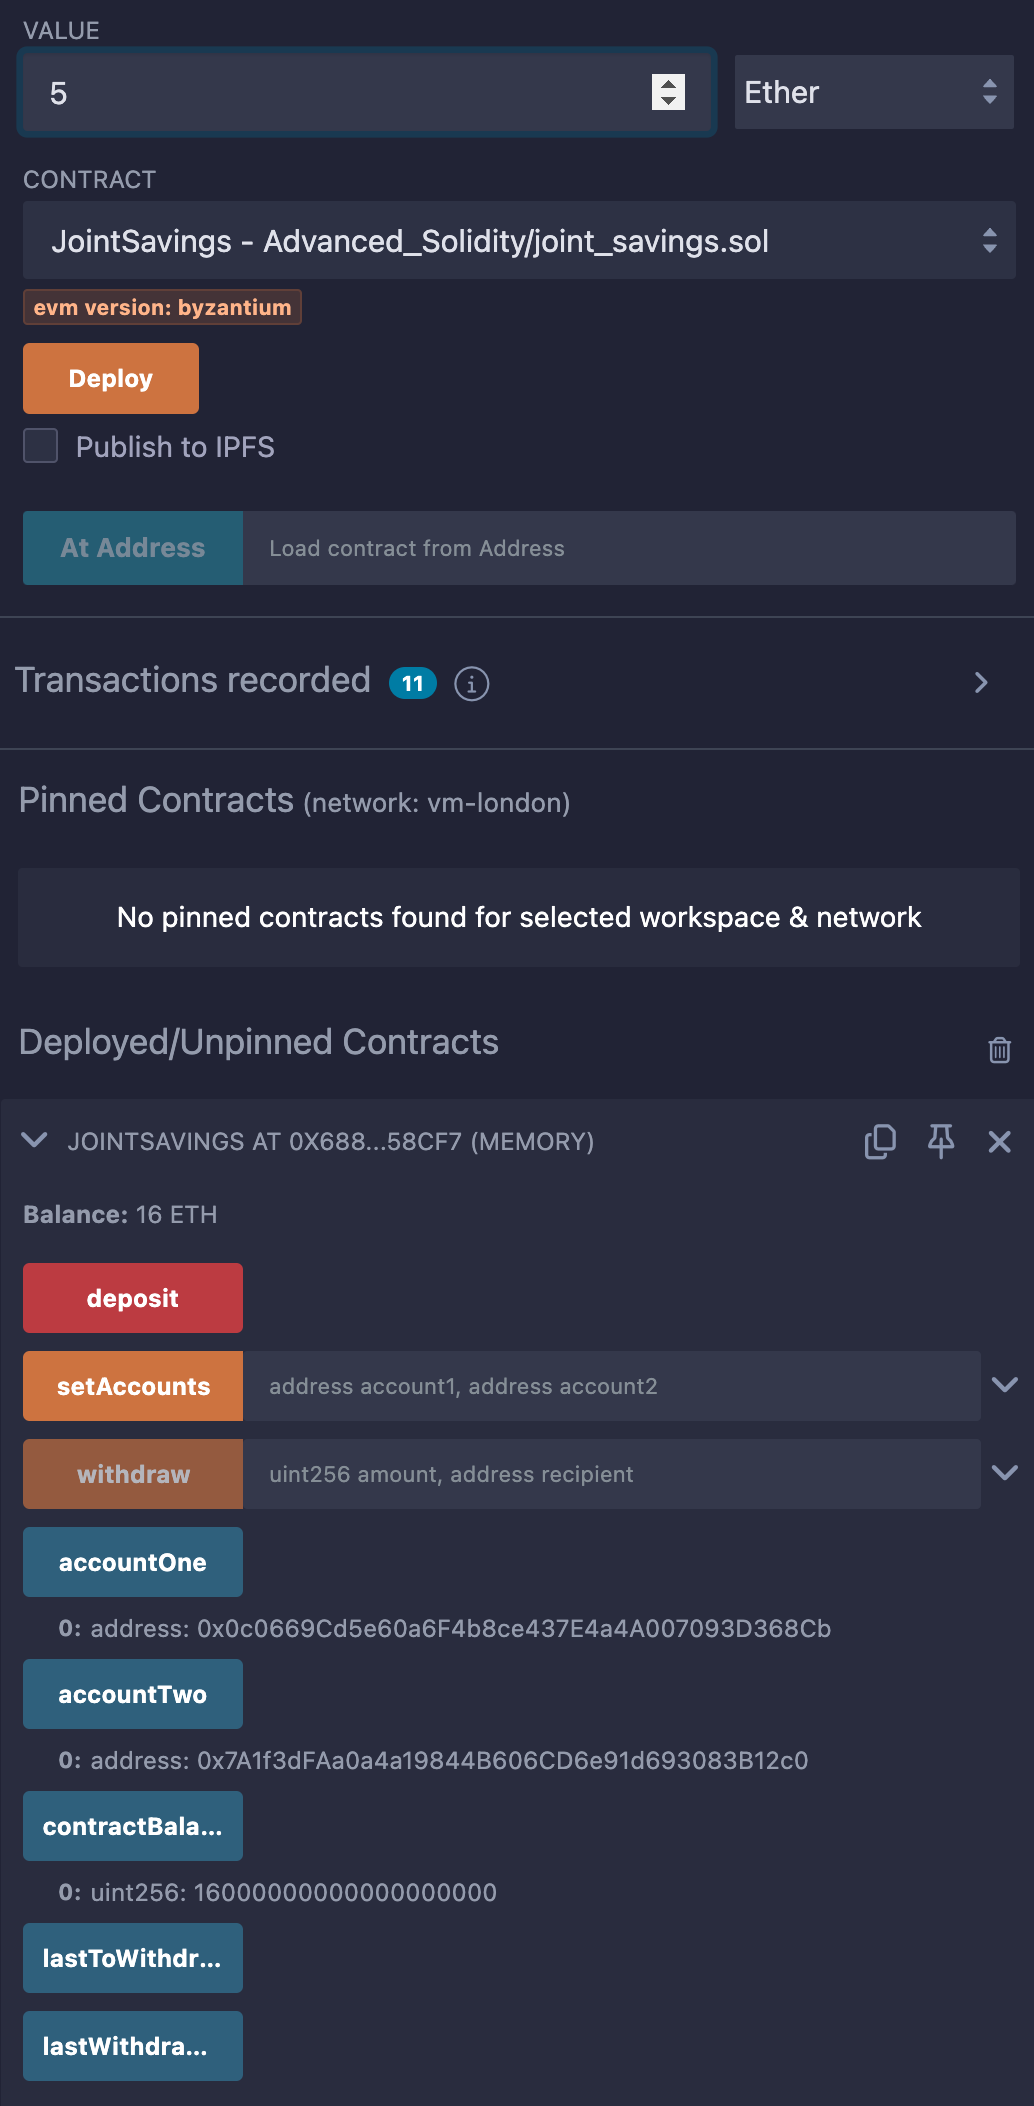 VALUE
5
Ether
CONTRACT
JointSavings - Advanced_Solidity/joint_savings.sol
evm version: byzantium
Deploy
Publish to IPFS
At Address
Load contract from Address
Transactions recorded 11 i
Pinned Contracts (network: vm-london)
No pinned contracts found for selected workspace & network
Deployed/Unpinned Contracts
JOINTSAVINGS AT 0X688...58CF7 (MEMORY)
Balance: 16 ETH
deposit
setAccounts
address account1, address account2
withdraw
uint256 amount, address recipient
accountOne
0: address: 0x0c0669Cd5e60a6F4b8ce437E4a4A007093D368Cb
accountTwo
0: address: 0x7A1f3dFAa0a4a19844B606CD6e91d693083B12c0
contractBala...
0: uint256: 16000000000000000000
lastToWithdr...
lastWithdra...